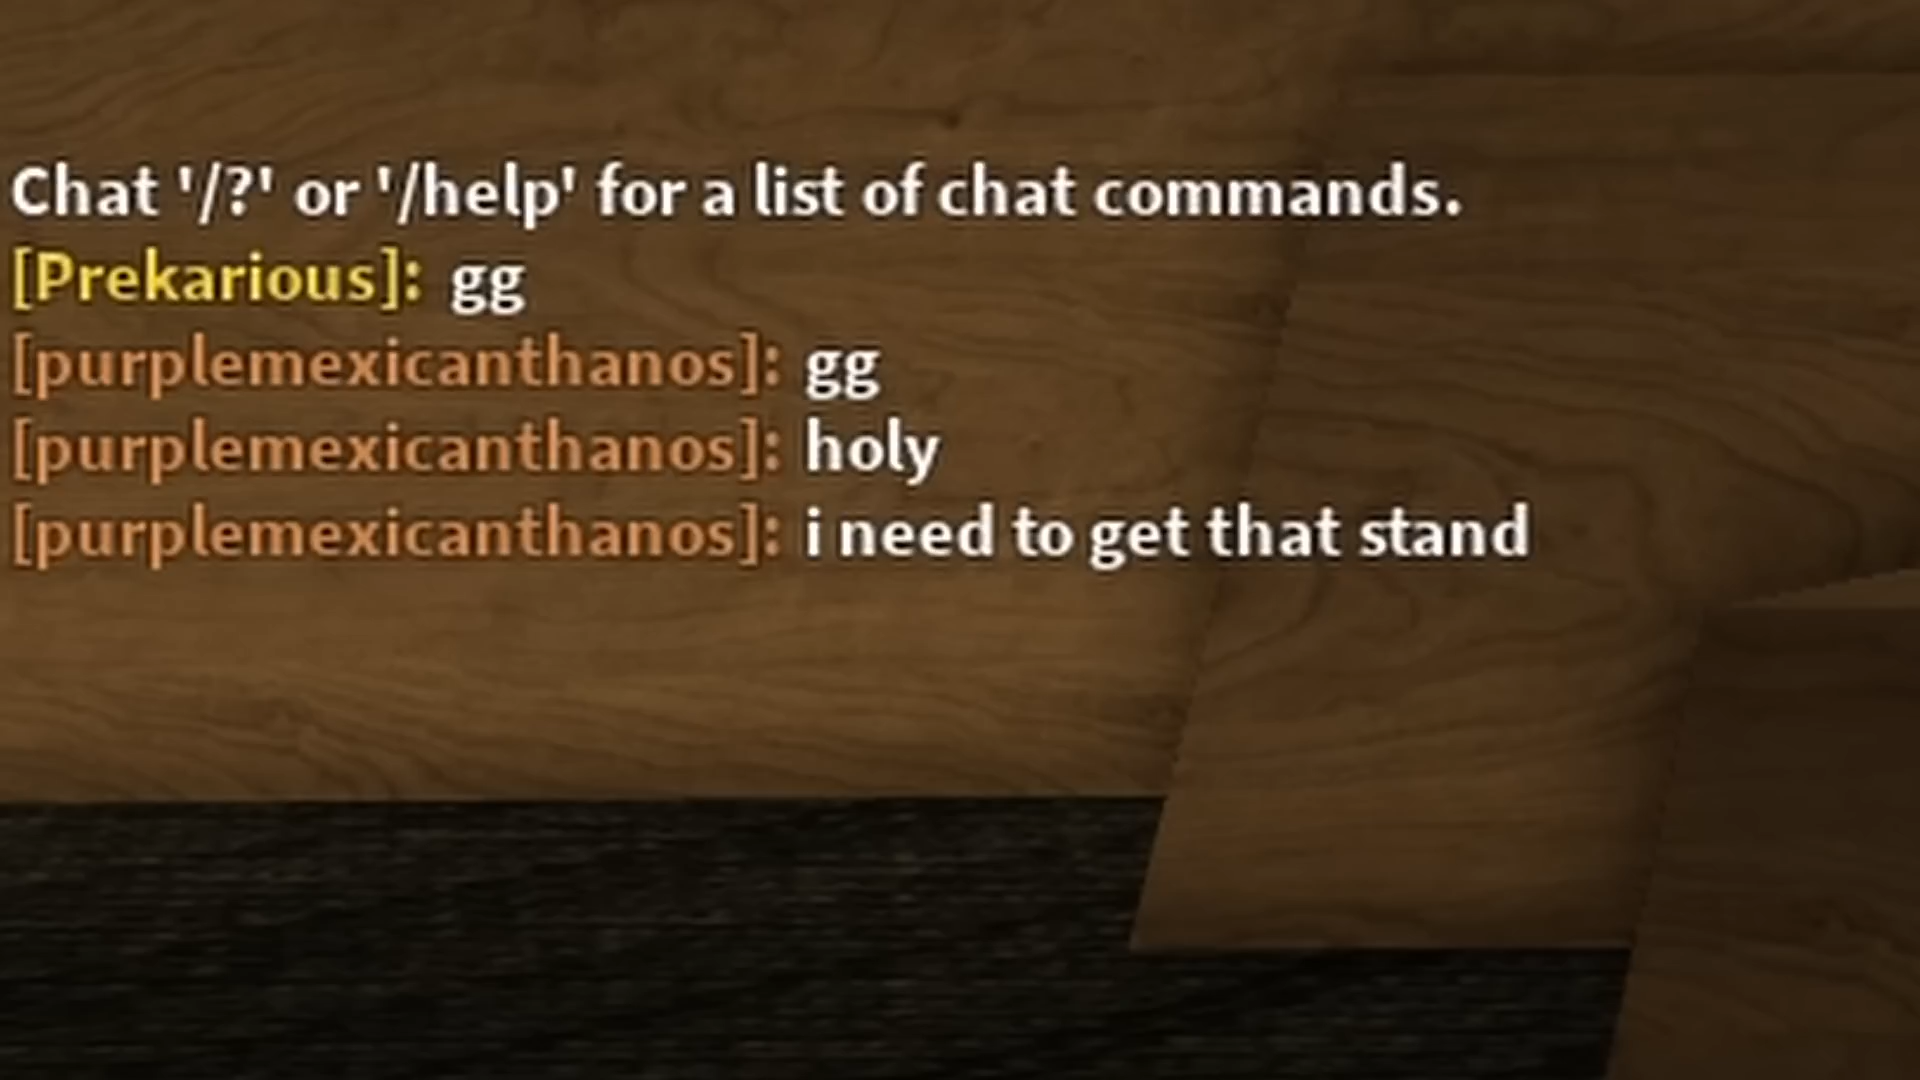 Chat '/?' or '/help' for a list of chat commands.
[Prekarious]: gg
[purplemexicanthanos]: gg
[purplemexicanthanos]: holy
[purplemexicanthanos]: i need to get that stand